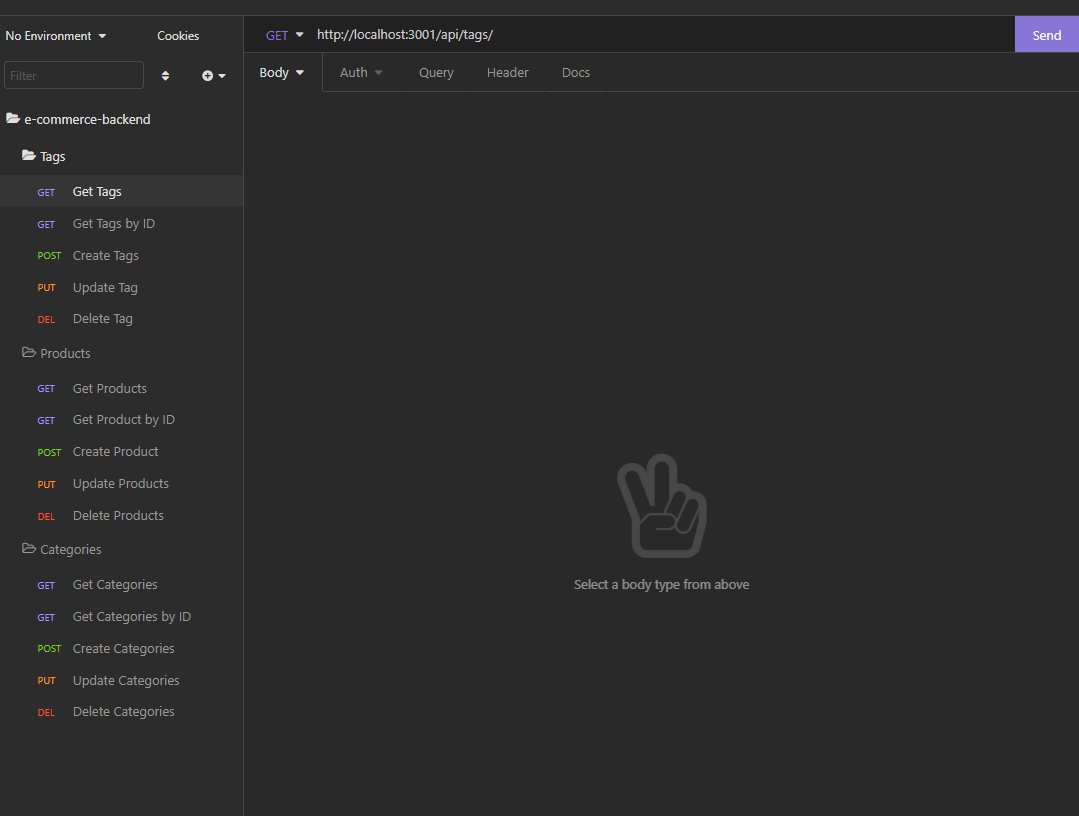 No Environment
Cookies
GET http://localhost:3001/api/tags/
Send
Filter
Body
Auth
Query
Header
Docs
e-commerce-backend
Tags
GET Get Tags
GET Get Tags by ID
POST Create Tags
PUT Update Tag
DEL Delete Tag
Products
GET Get Products
GET Get Product by ID
POST Create Product
PUT Update Products
DEL Delete Products
Categories
GET Get Categories
GET Get Categories by ID
POST Create Categories
PUT Update Categories
DEL Delete Categories
Select a body type from above